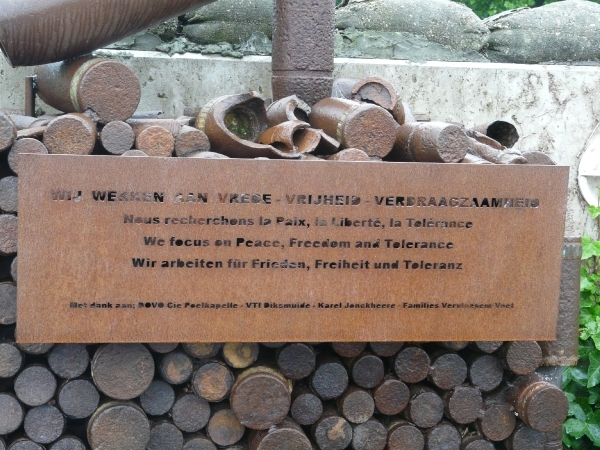 WIJ WERKEN AAN VREDE - VRIJHEID - VERDRAAGZAAMHEID
Nous recherchons la Paix, la Liberté, la Tolérance
We focus on Peace, Freedom and Tolerance
Wir arbeiten für Frieden, Freiheit und Toleranz
Met dank aan: DOVO Cie Poelkapelle - VTI Diksmuide - Karel Jonckheere - Families